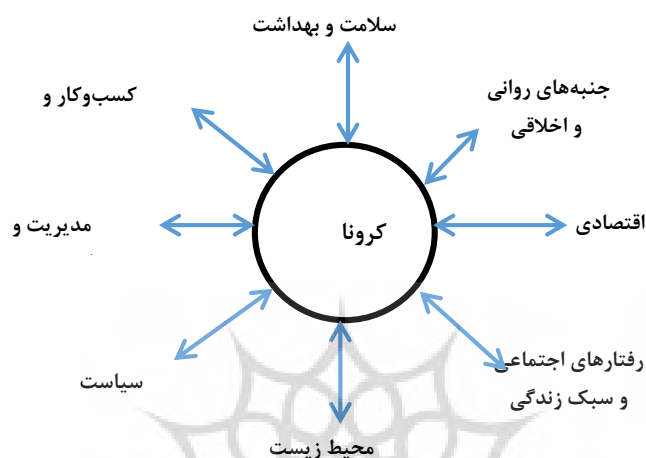 سلامت و بهداشت
جنبه‌های روانی
و اخلاقی
کسب‌وکار و
کرونا
اقتصادی
مدیریت و
رفتارهای اجتماعی
و سبک زندگی
سیاست
محیط زیست